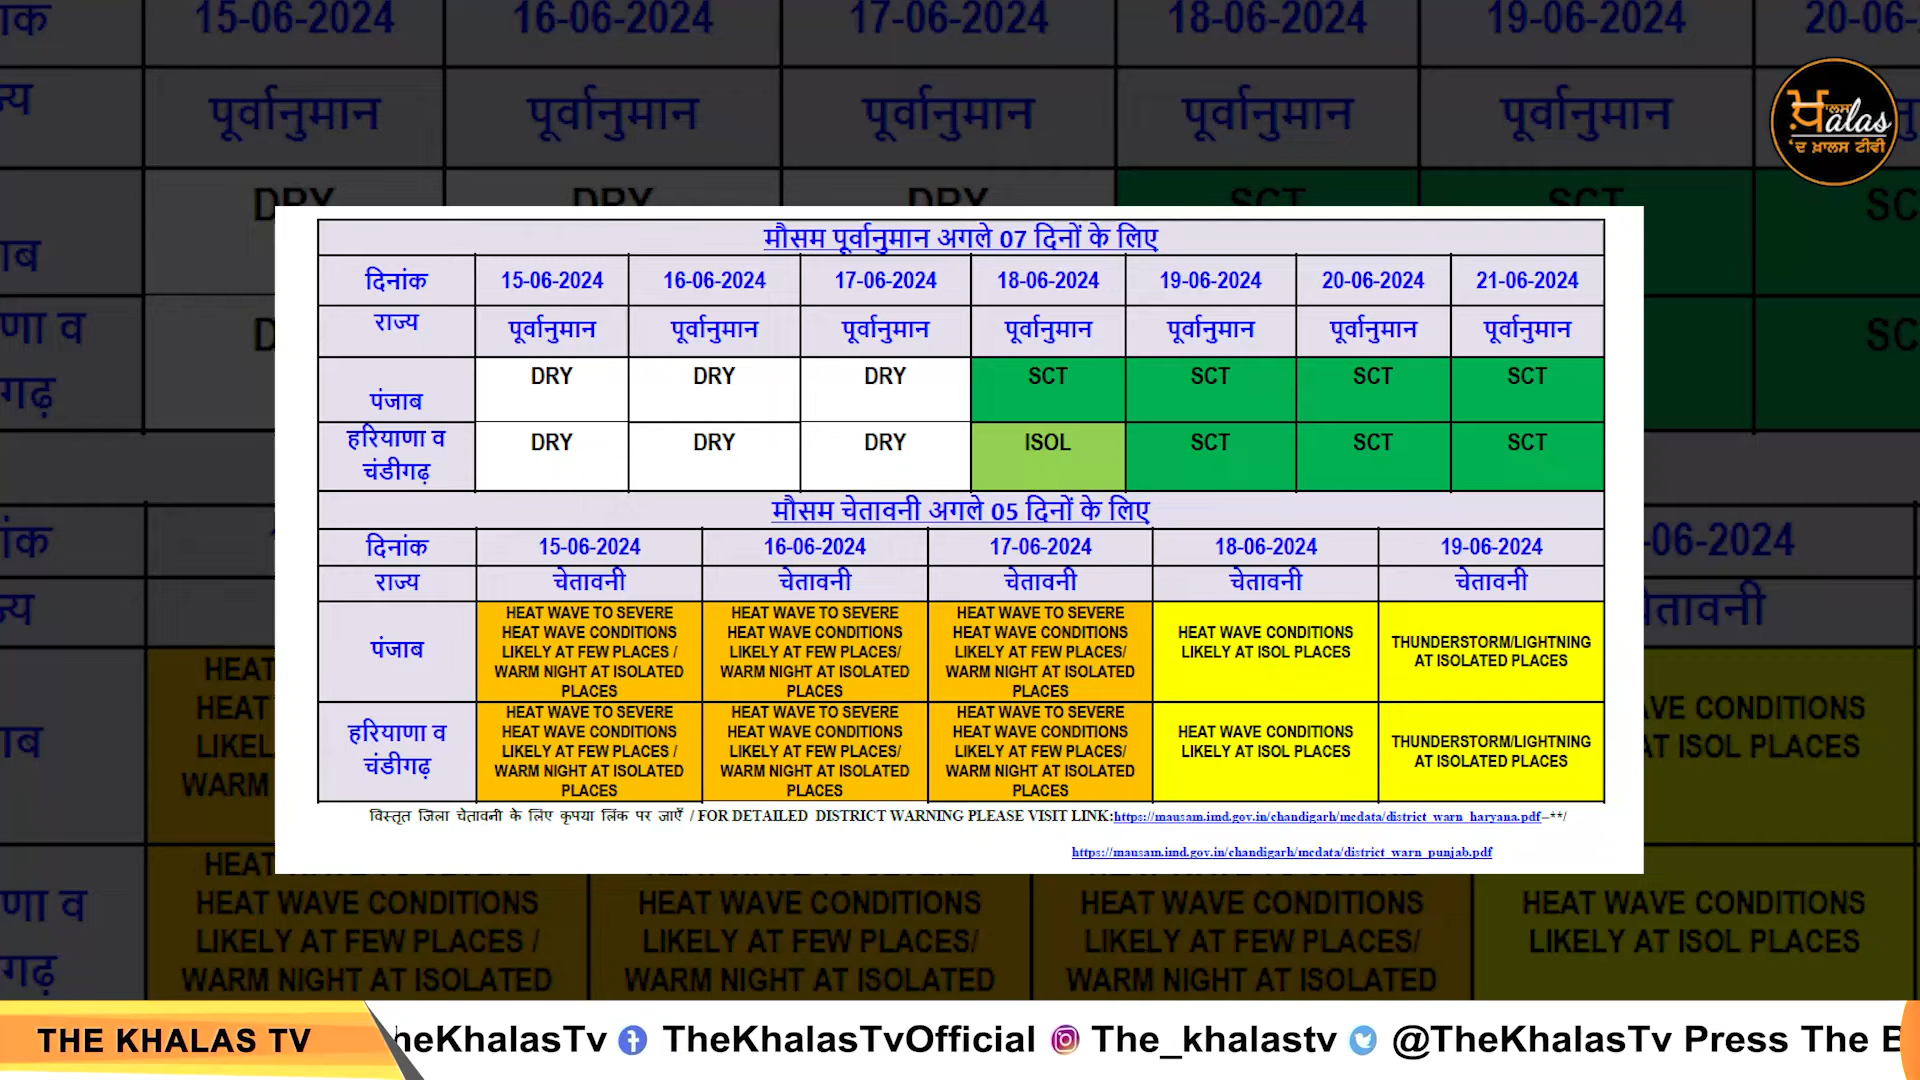 मौसम पूर्वानुमान अगले 07 दिनों के लिए
दिनांक 15-06-2024 16-06-2024 17-06-2024 18-06-2024 19-06-2024 20-06-2024 21-06-2024
राज्य पूर्वानुमान पूर्वानुमान पूर्वानुमान पूर्वानुमान पूर्वानुमान पूर्वानुमान पूर्वानुमान
पंजाब DRY DRY DRY SCT SCT SCT SCT
हरियाणा व चंडीगढ़ DRY DRY DRY ISOL SCT SCT SCT
मौसम चेतावनी अगले 05 दिनों के लिए
दिनांक 15-06-2024 16-06-2024 17-06-2024 18-06-2024 19-06-2024
राज्य चेतावनी चेतावनी चेतावनी चेतावनी चेतावनी
पंजाब
HEAT WAVE TO SEVERE
HEAT WAVE CONDITIONS
LIKELY AT FEW PLACES /
WARM NIGHT AT ISOLATED
PLACES
HEAT WAVE TO SEVERE
HEAT WAVE CONDITIONS
LIKELY AT FEW PLACES/
WARM NIGHT AT ISOLATED
PLACES
HEAT WAVE TO SEVERE
HEAT WAVE CONDITIONS
LIKELY AT FEW PLACES/
WARM NIGHT AT ISOLATED
PLACES
HEAT WAVE CONDITIONS
LIKELY AT ISOL PLACES
THUNDERSTORM/LIGHTNING
AT ISOLATED PLACES
हरियाणा व
चंडीगढ़
HEAT WAVE TO SEVERE
HEAT WAVE CONDITIONS
LIKELY AT FEW PLACES /
WARM NIGHT AT ISOLATED
PLACES
HEAT WAVE TO SEVERE
HEAT WAVE CONDITIONS
LIKELY AT FEW PLACES/
WARM NIGHT AT ISOLATED
PLACES
HEAT WAVE TO SEVERE
HEAT WAVE CONDITIONS
LIKELY AT FEW PLACES/
WARM NIGHT AT ISOLATED
PLACES
HEAT WAVE CONDITIONS
LIKELY AT ISOL PLACES
THUNDERSTORM/LIGHTNING
AT ISOLATED PLACES
विस्तृत जिला चेतावनी के लिए कृपया लिंक पर जाएँ / FOR DETAILED DISTRICT WARNING PLEASE VISIT LINK:https://mausam.imd.gov.in/chandigarh/mcdata/district_warn_haryana.pdf--**/
https://mausam.imd.gov.in/chandigarh/mcdata/district_warn_punjab.pdf
ਖ਼ਾਲਸ alas
'ਦ ਖ਼ਾਲਸ ਟੀਵੀ
THE KHALAS TV
heKhalasTv TheKhalasTvOfficial The_khalastv @TheKhalasTv Press The B